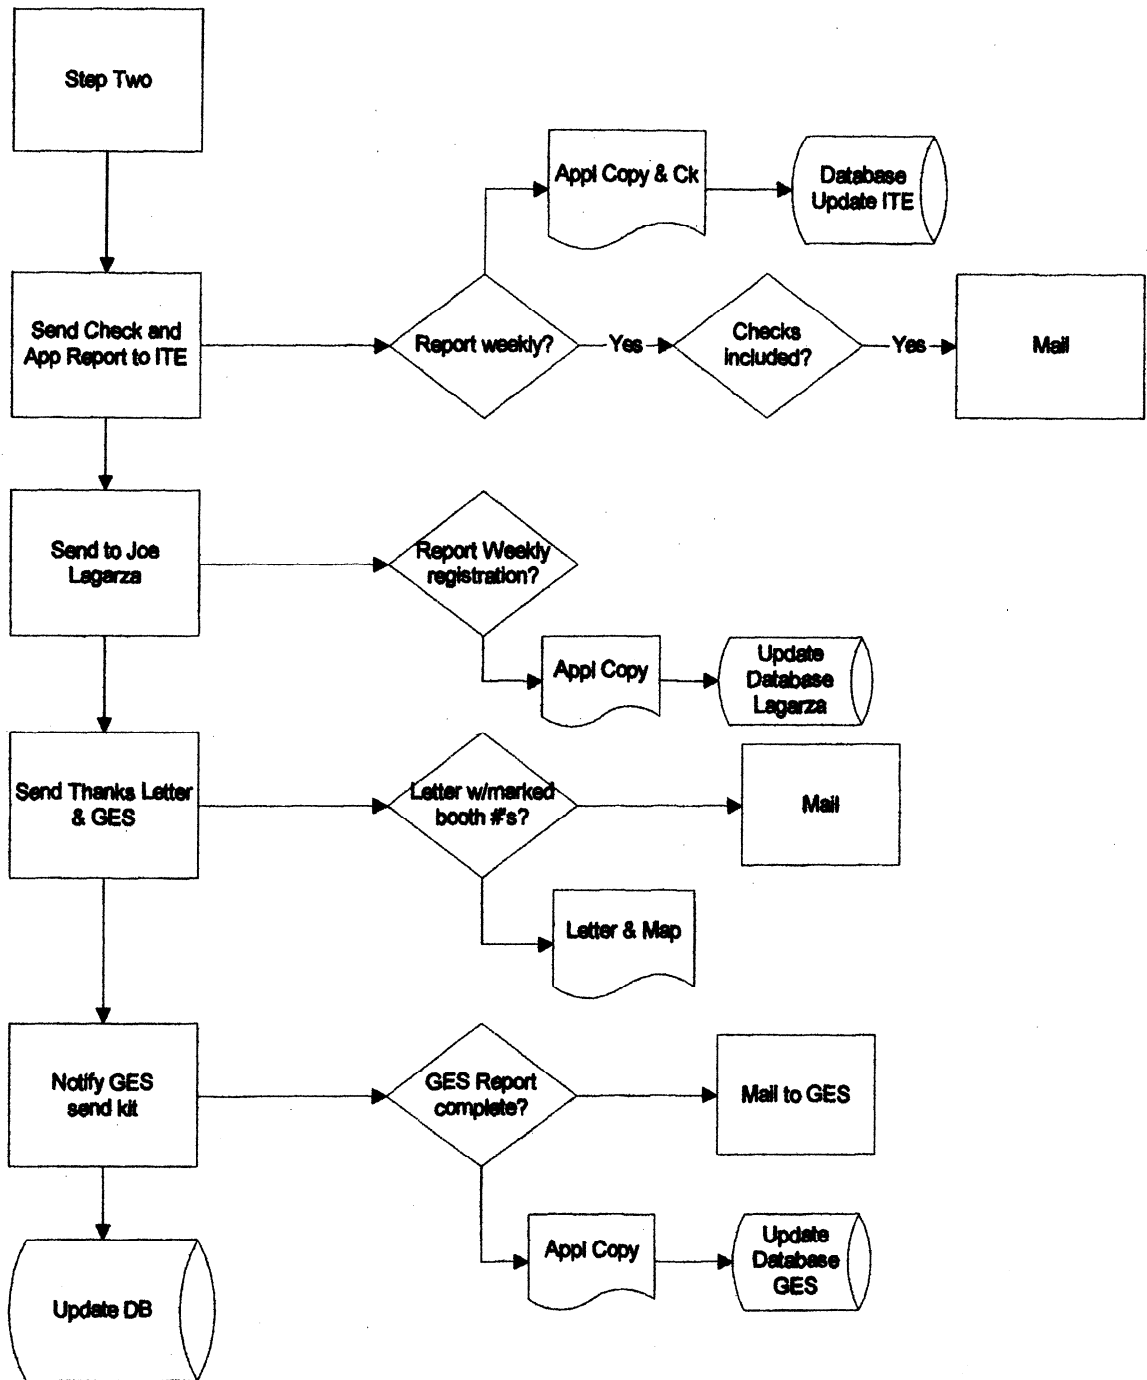 Step Two
Appl Copy & Ck
Database
Update ITE
Send Check and
App Report to ITE
Report weekly?
Yes
Checks
included?
Yes
Mail
Send to Joe
Lagarza
Report Weekly
registration?
Appl Copy
Update
Database
Lagarza
Send Thanks Letter
& GES
Letter w/marked
booth #'s?
Mail
Letter & Map
Notify GES
send kit
GES Report
complete?
Mail to GES
Appl Copy
Update
Database
GES
Update DB